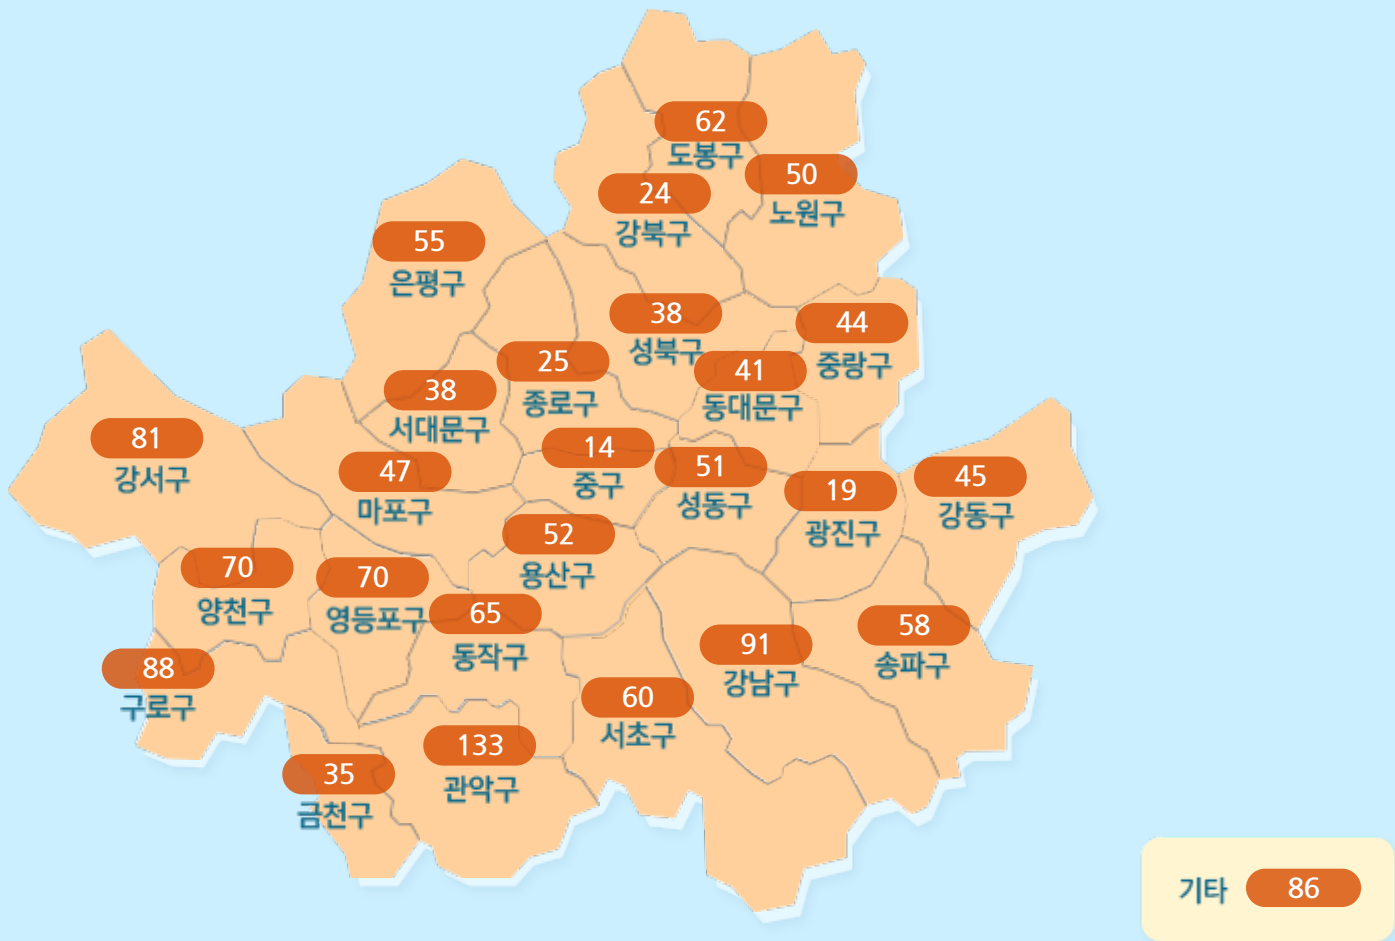 62
도봉구
50
노원구
24
강북구
55
은평구
38
성북구
44
중랑구
25
종로구
41
동대문구
38
서대문구
81
강서구
14
중구
47
마포구
51
성동구
19
광진구
45
강동구
52
용산구
70
양천구
70
영등포구
65
동작구
58
송파구
91
강남구
88
구로구
60
서초구
133
관악구
35
금천구
기타 86